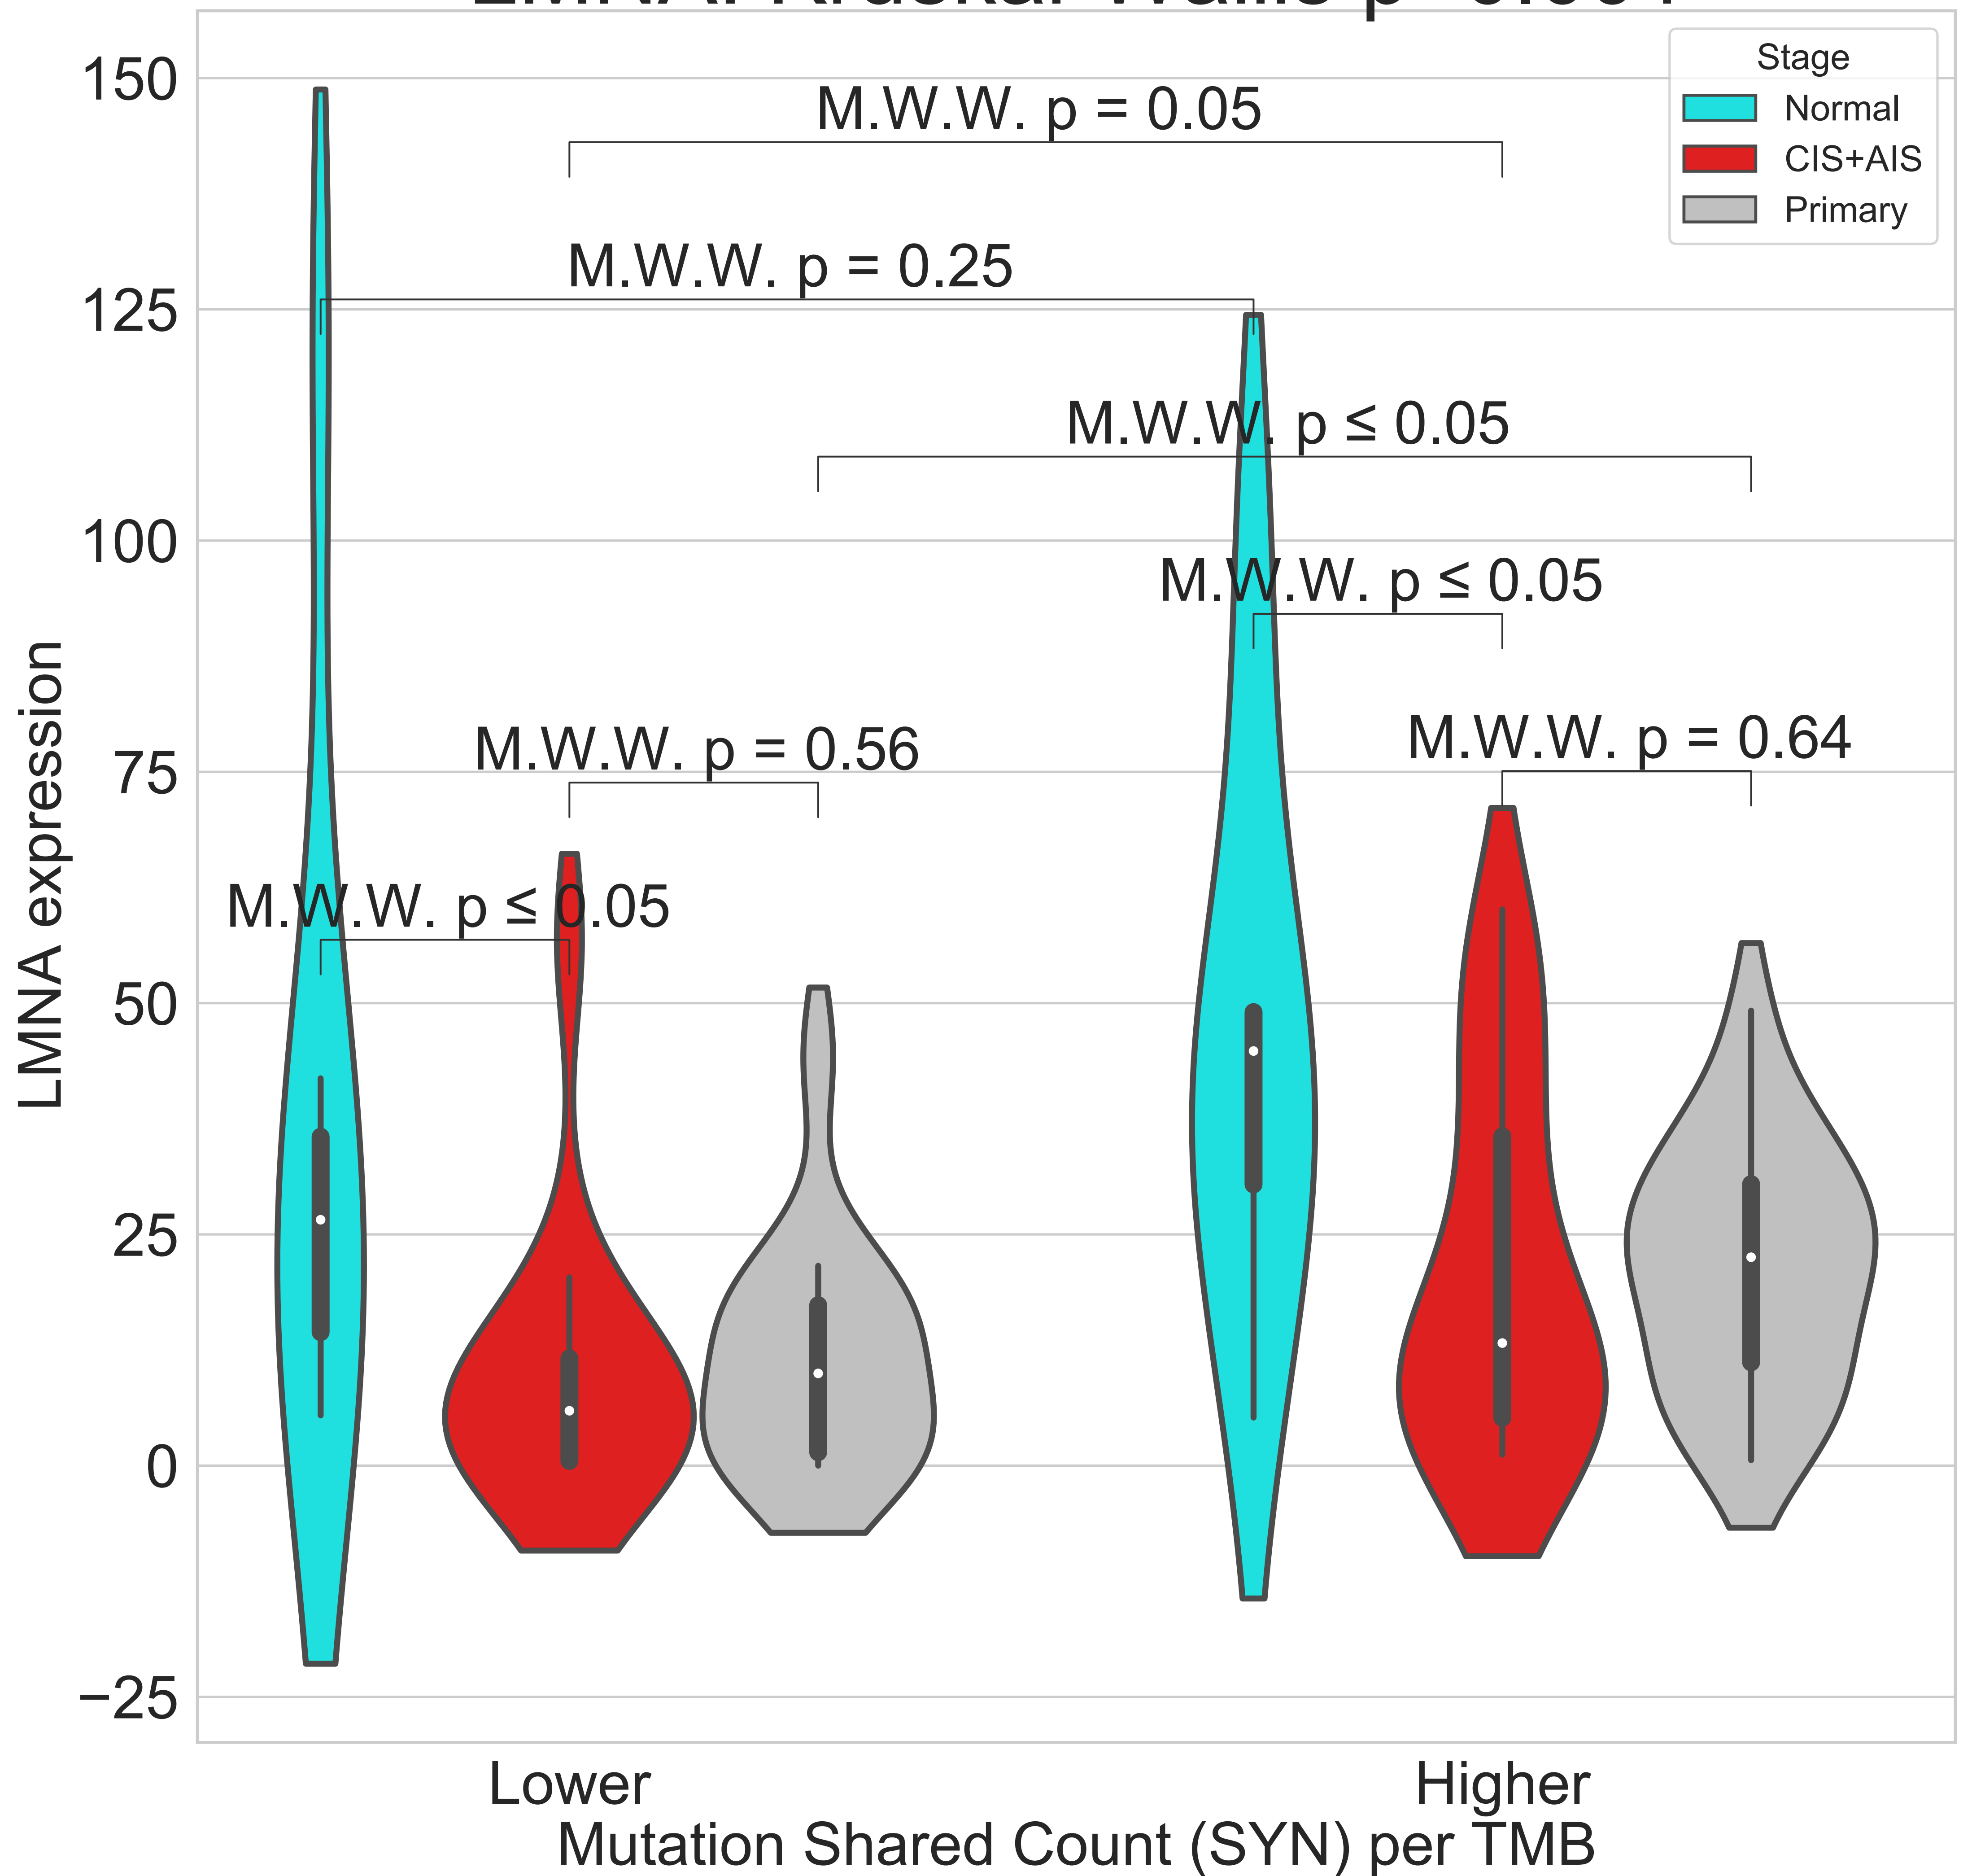 150
125
100
75
50
25
0
−25
LMNA expression
Stage
Normal
CIS+AIS
Primary
M.W.W. p = 0.05
M.W.W. p = 0.25
M.W.W. p ≤ 0.05
M.W.W. p ≤ 0.05
M.W.W. p = 0.56
M.W.W. p = 0.64
M.W.W. p ≤ 0.05
Lower
Higher
Mutation Shared Count (SYN) per TMB